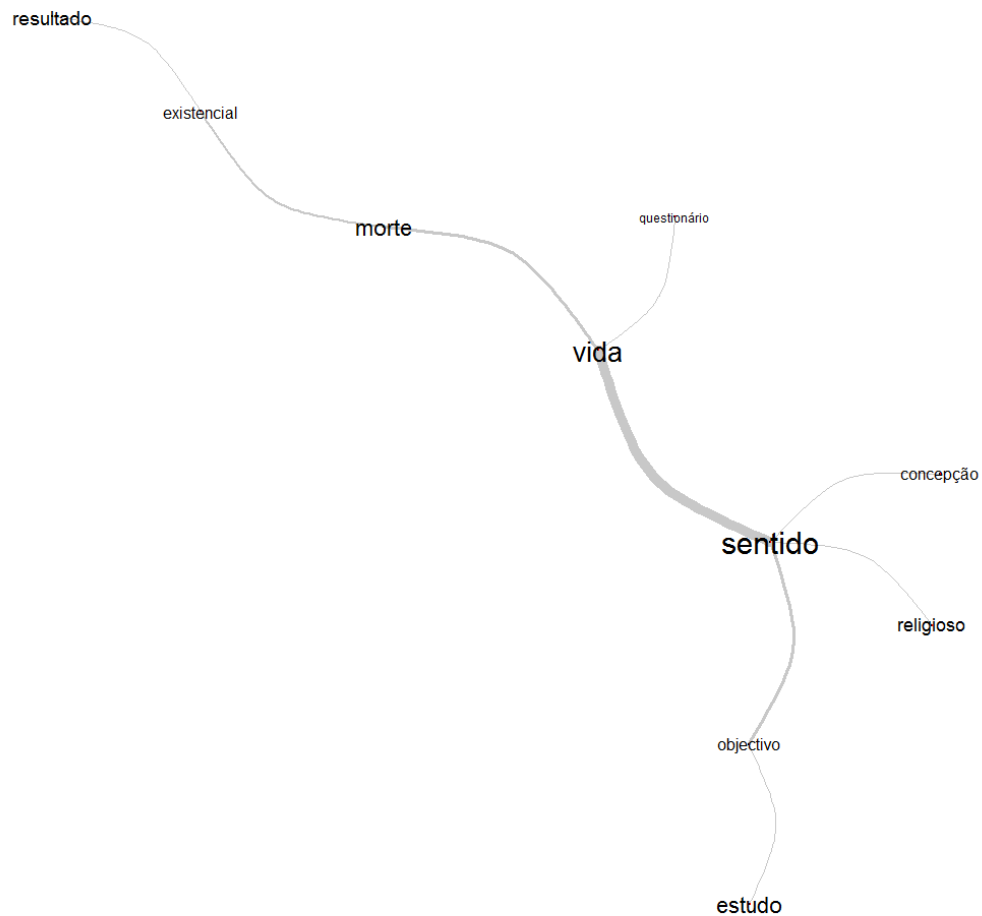 resultado
existencial
questionário
morte
vida
concepção
sentido
religioso
objectivo
estudo